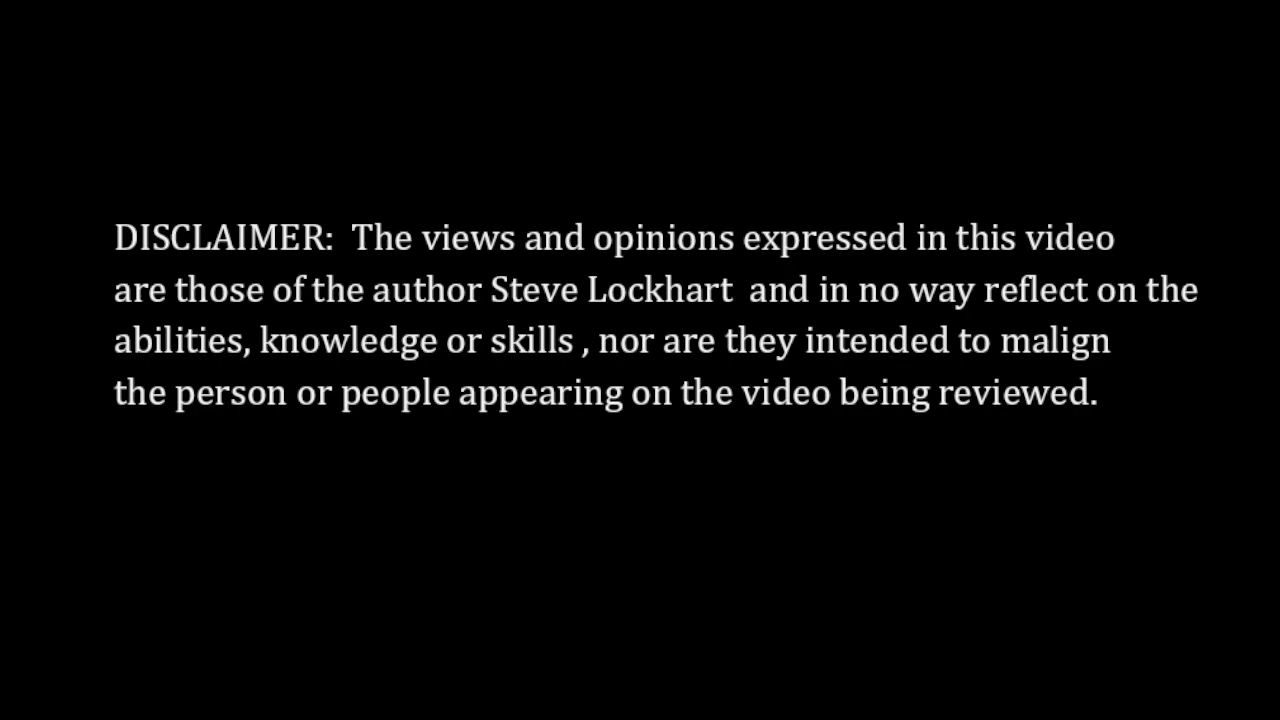 DISCLAIMER:  The views and opinions expressed in this video
are those of the author Steve Lockhart  and in no way reflect on the
abilities, knowledge or skills , nor are they intended to malign
the person or people appearing on the video being reviewed.